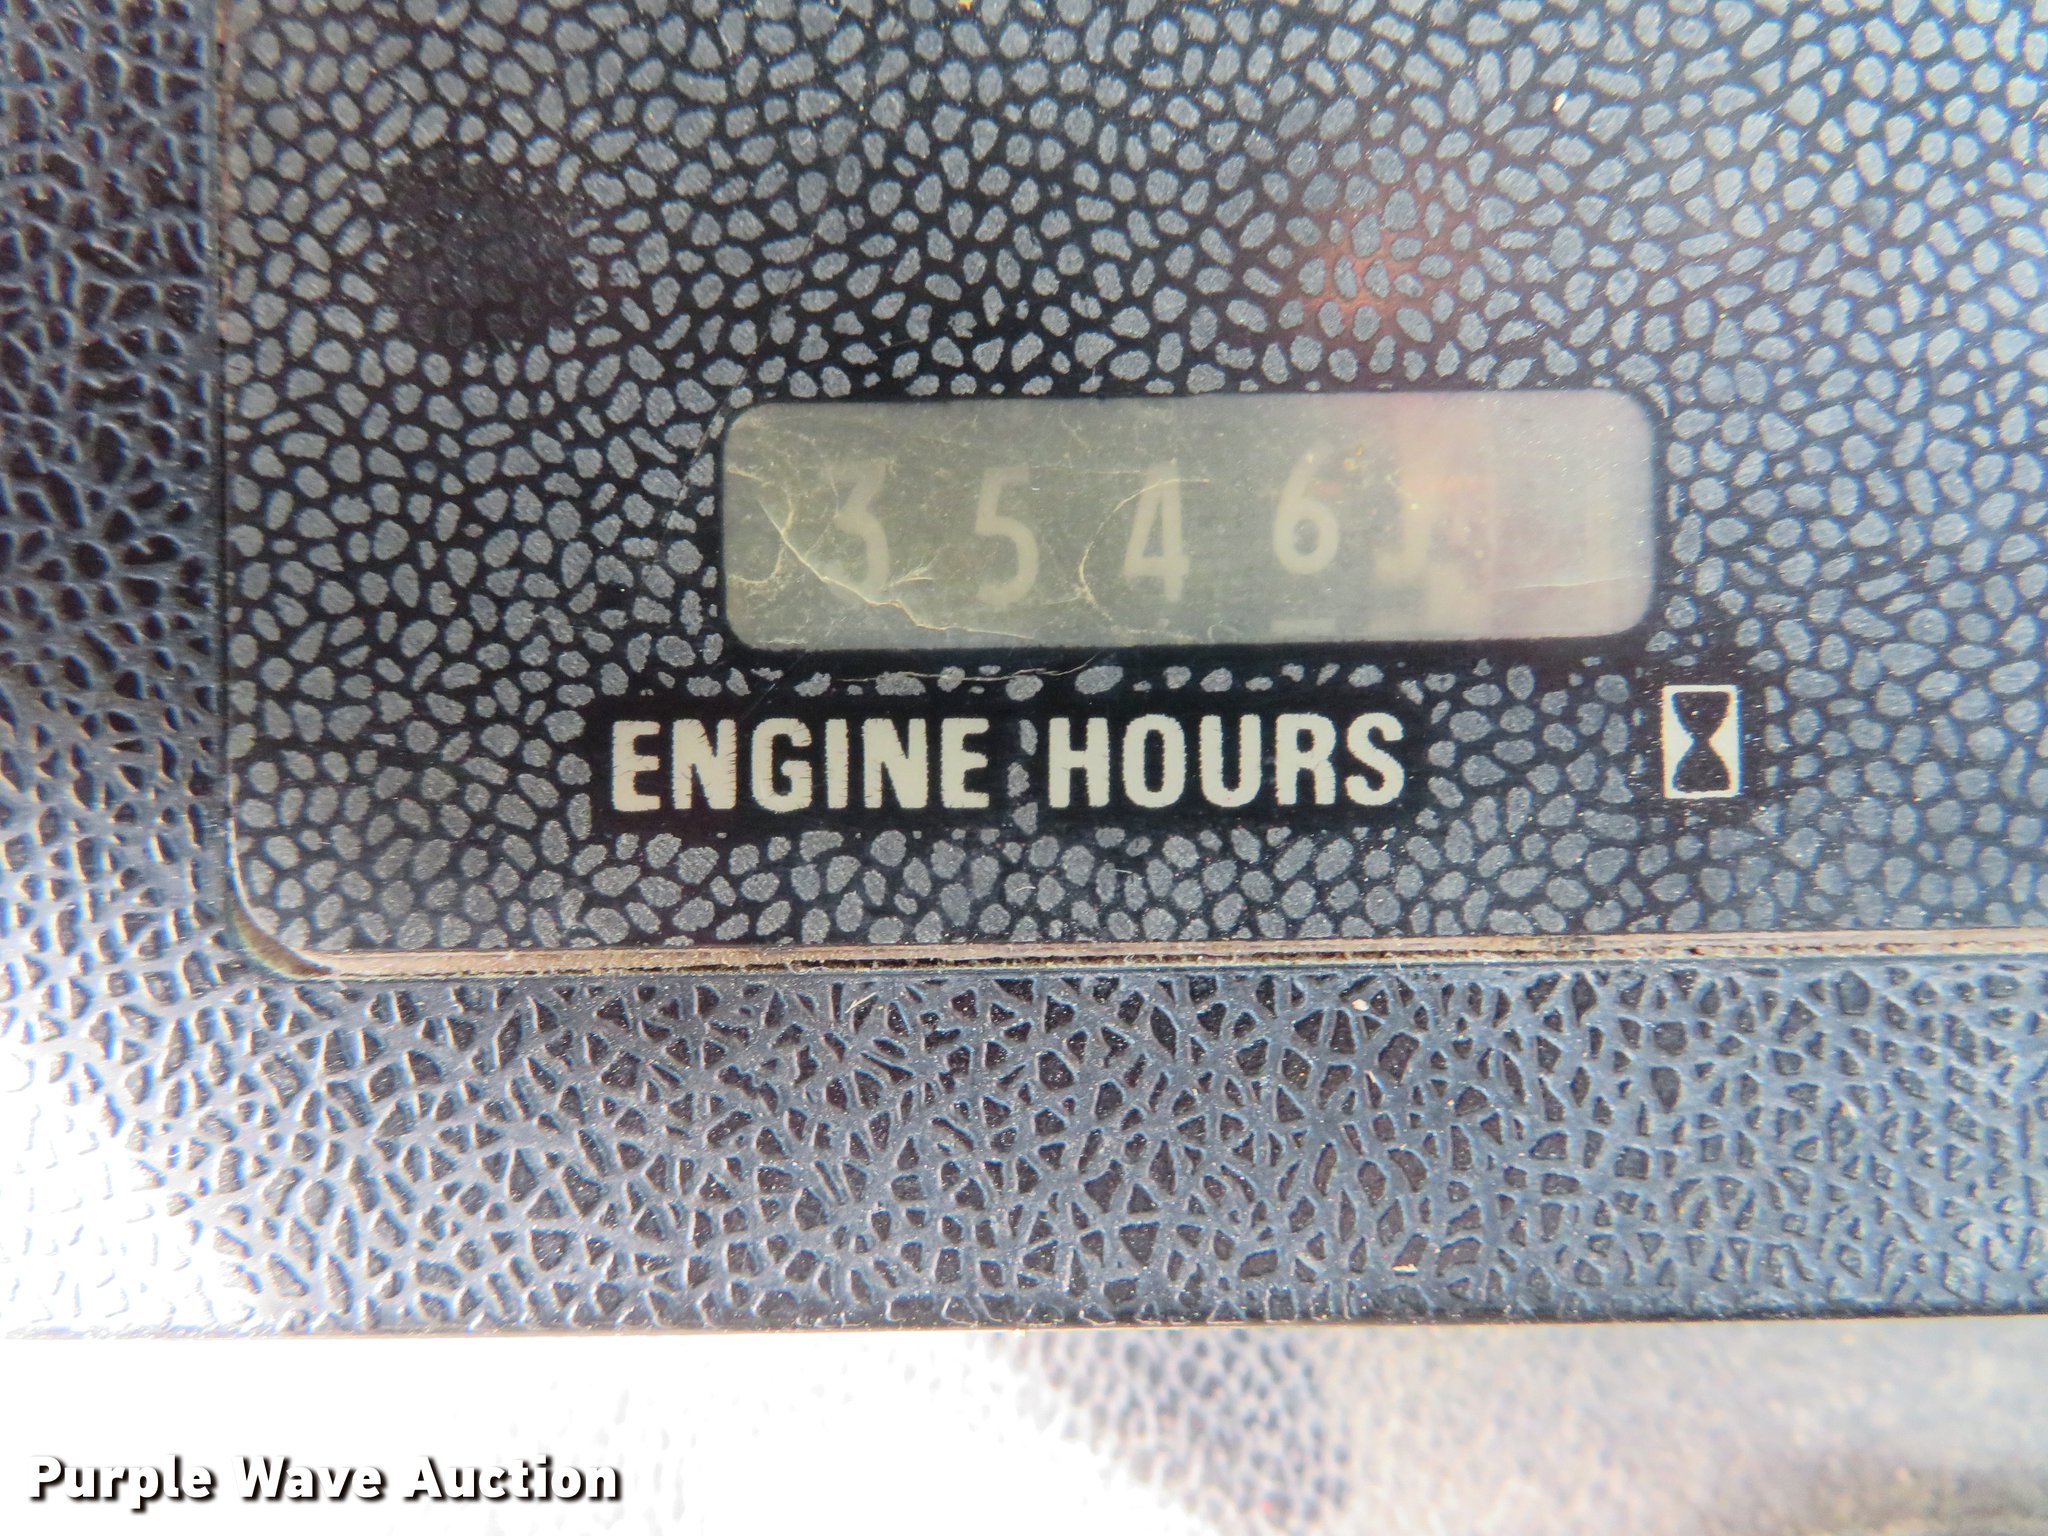 3546
ENGINE HOURS
Purple Wave Auction